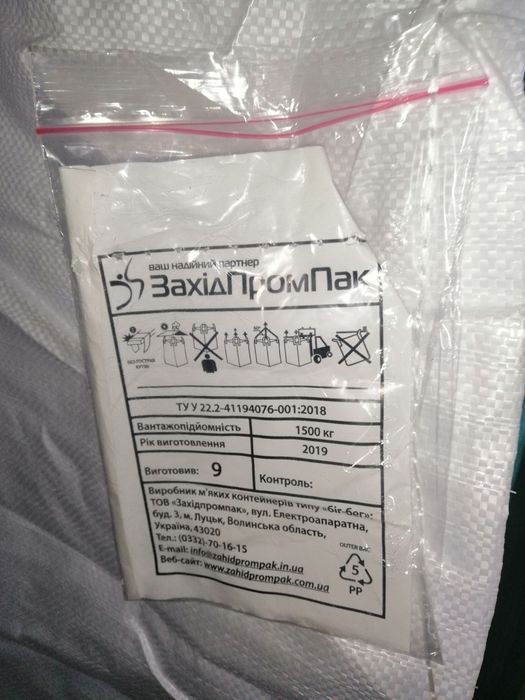 ваш надійний партнер
ЗахідПромПак
БЕЗ ГОСТРИХ
КУТІВ
ТУ У 22.2-41194076-001:2018
Вантажопідйомність 1500 кг
Рік виготовлення 2019
Виготовив: 9 Контроль:
Виробник м'яких контейнерів типу «біг-бег»:
ТОВ «Західпромпак», вул. Електроапаратна,
буд. 3, м. Луцьк, Волинська область,
Україна,43020
Тел.: (0332)-70-16-15
E-mail: info@zahidprompak.in.ua
Веб-сайт: www.zahidprompak.com.ua
OUTER BAG
5
PP